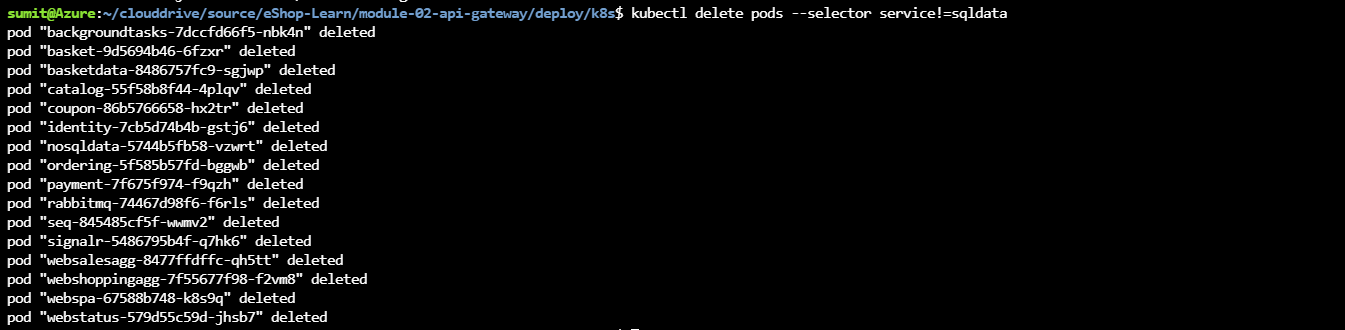 sumit@Azure:~/clouddrive/source/eShop-Learn/module-02-api-gateway/deploy/k8s$ kubectl delete pods --selector service!=sqldata
pod "backgroundtasks-7dccfd66f5-nbk4n" deleted
pod "basket-9d5694b46-6fzxr" deleted
pod "basketdata-8486757fc9-sgjwp" deleted
pod "catalog-55f58b8f44-4plqv" deleted
pod "coupon-86b5766658-hx2tr" deleted
pod "identity-7cb5d74b4b-gstj6" deleted
pod "nosqldata-5744b5fb58-vzwrt" deleted
pod "ordering-5f585b57fd-bggwb" deleted
pod "payment-7f675f974-f9qzh" deleted
pod "rabbitmq-74467d98f6-f6rls" deleted
pod "seq-845485cf5f-wwmv2" deleted
pod "signalr-5486795b4f-q7hk6" deleted
pod "websalesagg-8477ffdffc-qh5tt" deleted
pod "webshoppingagg-7f55677f98-f2vm8" deleted
pod "webspa-67588b748-k8s9q" deleted
pod "webstatus-579d55c59d-jhsb7" deleted